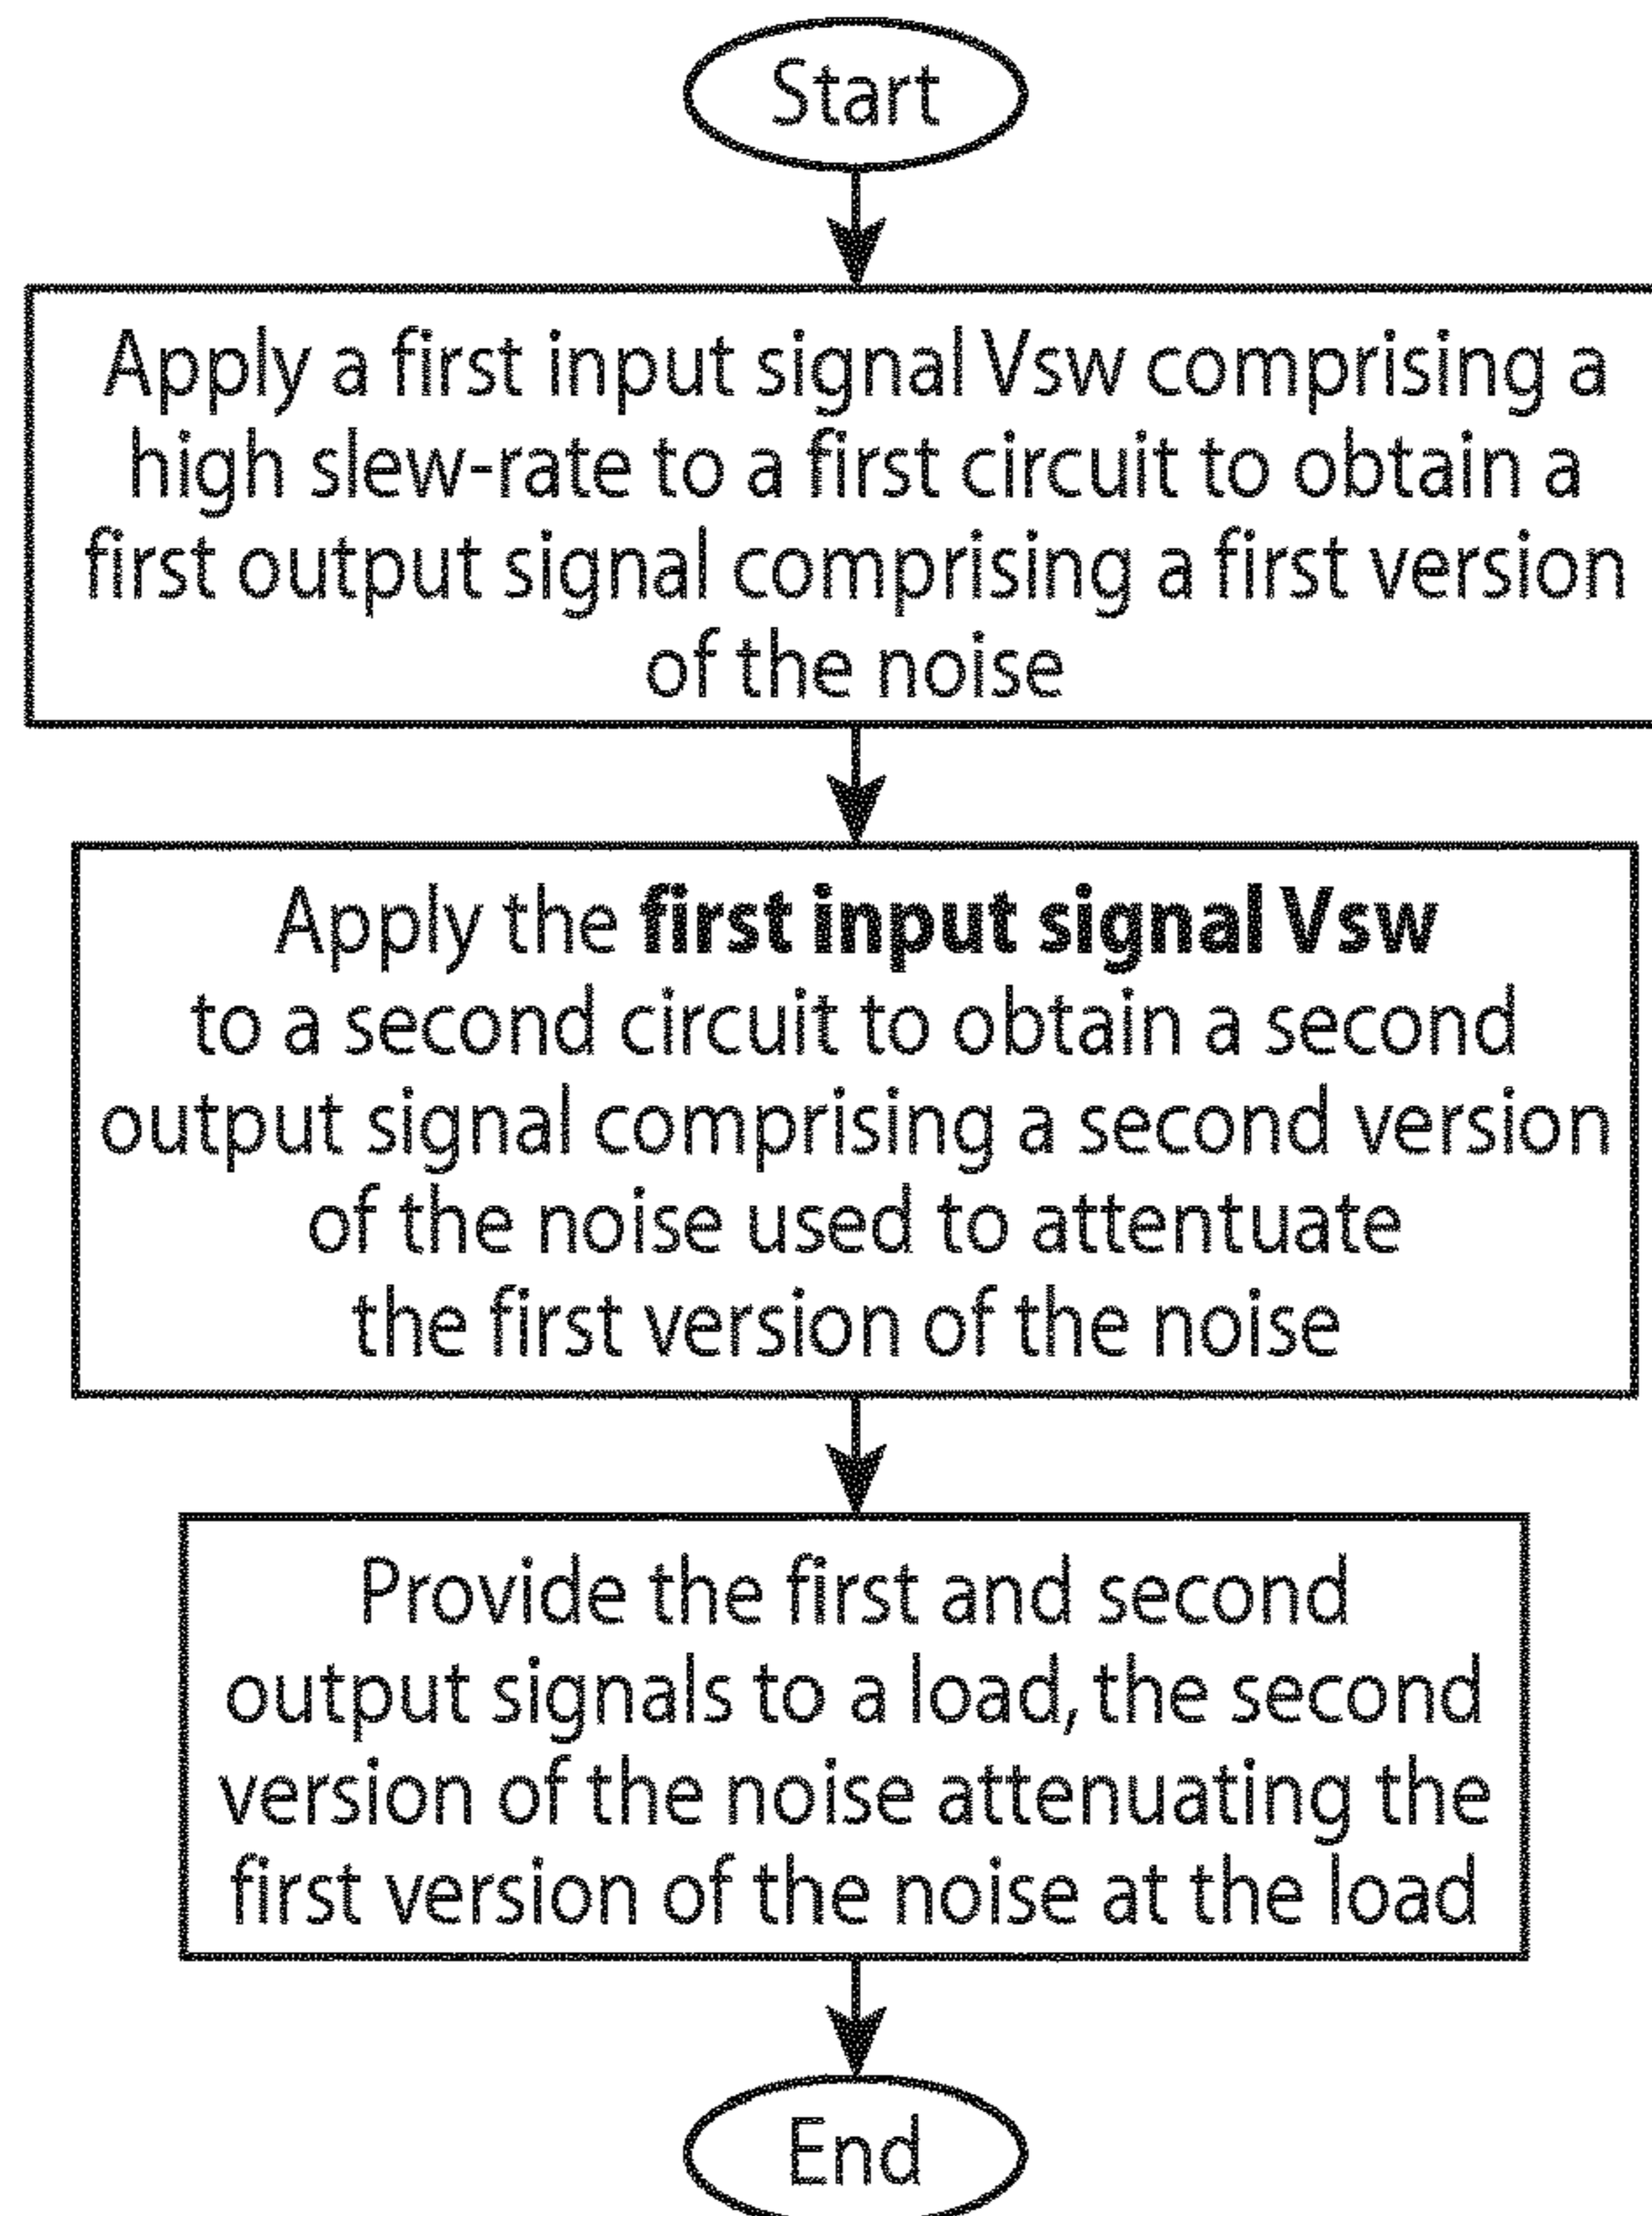 Start
Apply a first input signal Vsw comprising a
high slew-rate to a first circuit to obtain a
first output signal comprising a first version
of the noise
Apply the first input signal Vsw
to a second circuit to obtain a second
output signal comprising a second version
of the noise used to attentuate
the first version of the noise
Provide the first and second
output signals to a load, the second
version of the noise attenuating the
first version of the noise at the load
End